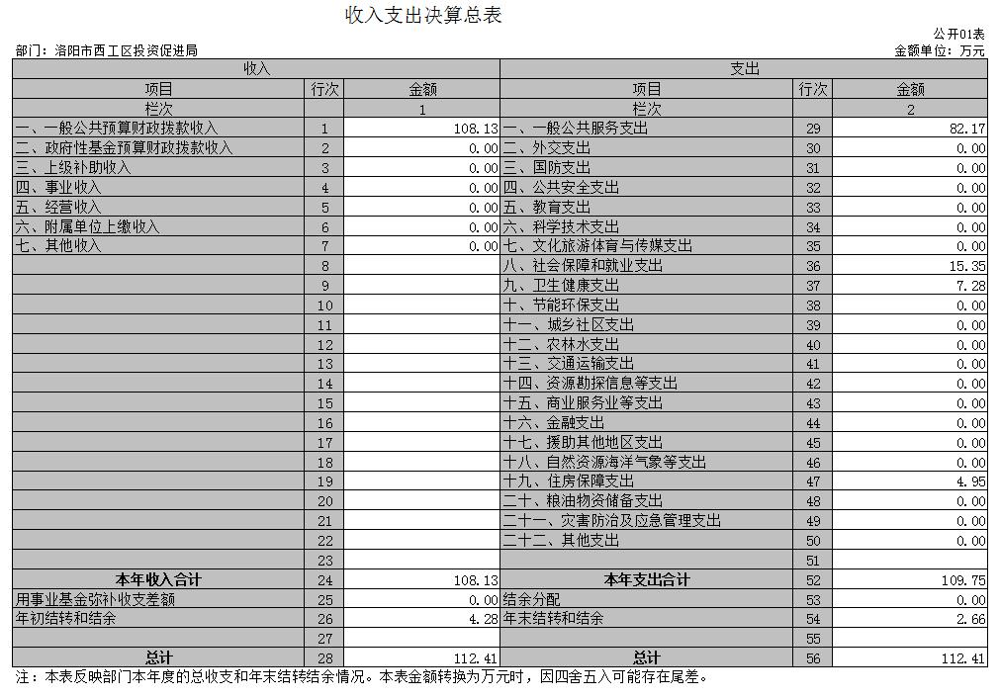 收入支出决算总表
公开01表
部门：洛阳市西工区投资促进局 金额单位：万元
收入 支出
项目 行次 金额 项目 行次 金额
栏次 1 栏次 2
一、一般公共预算财政拨款收入 1 108.13 一、一般公共服务支出 29 82.17
二、政府性基金预算财政拨款收入 2 0.00 二、外交支出 30 0.00
三、上级补助收入 3 0.00 三、国防支出 31 0.00
四、事业收入 4 0.00 四、公共安全支出 32 0.00
五、经营收入 5 0.00 五、教育支出 33 0.00
六、附属单位上缴收入 6 0.00 六、科学技术支出 34 0.00
七、其他收入 7 0.00 七、文化旅游体育与传媒支出 35 0.00
8 八、社会保障和就业支出 36 15.35
9 九、卫生健康支出 37 7.28
10 十、节能环保支出 38 0.00
11 十一、城乡社区支出 39 0.00
12 十二、农林水支出 40 0.00
13 十三、交通运输支出 41 0.00
14 十四、资源勘探信息等支出 42 0.00
15 十五、商业服务业等支出 43 0.00
16 十六、金融支出 44 0.00
17 十七、援助其他地区支出 45 0.00
18 十八、自然资源海洋气象等支出 46 0.00
19 十九、住房保障支出 47 4.95
20 二十、粮油物资储备支出 48 0.00
21 二十一、灾害防治及应急管理支出 49 0.00
22 二十二、其他支出 50 0.00
23 51
本年收入合计 24 108.13 本年支出合计 52 109.75
用事业基金弥补收支差额 25 0.00 结余分配 53 0.00
年初结转和结余 26 4.28 年末结转和结余 54 2.66
27 55
总计 28 112.41 总计 56 112.41
注：本表反映部门本年度的总收支和年末结转结余情况。本表金额转换为万元时，因四舍五入可能存在尾差。